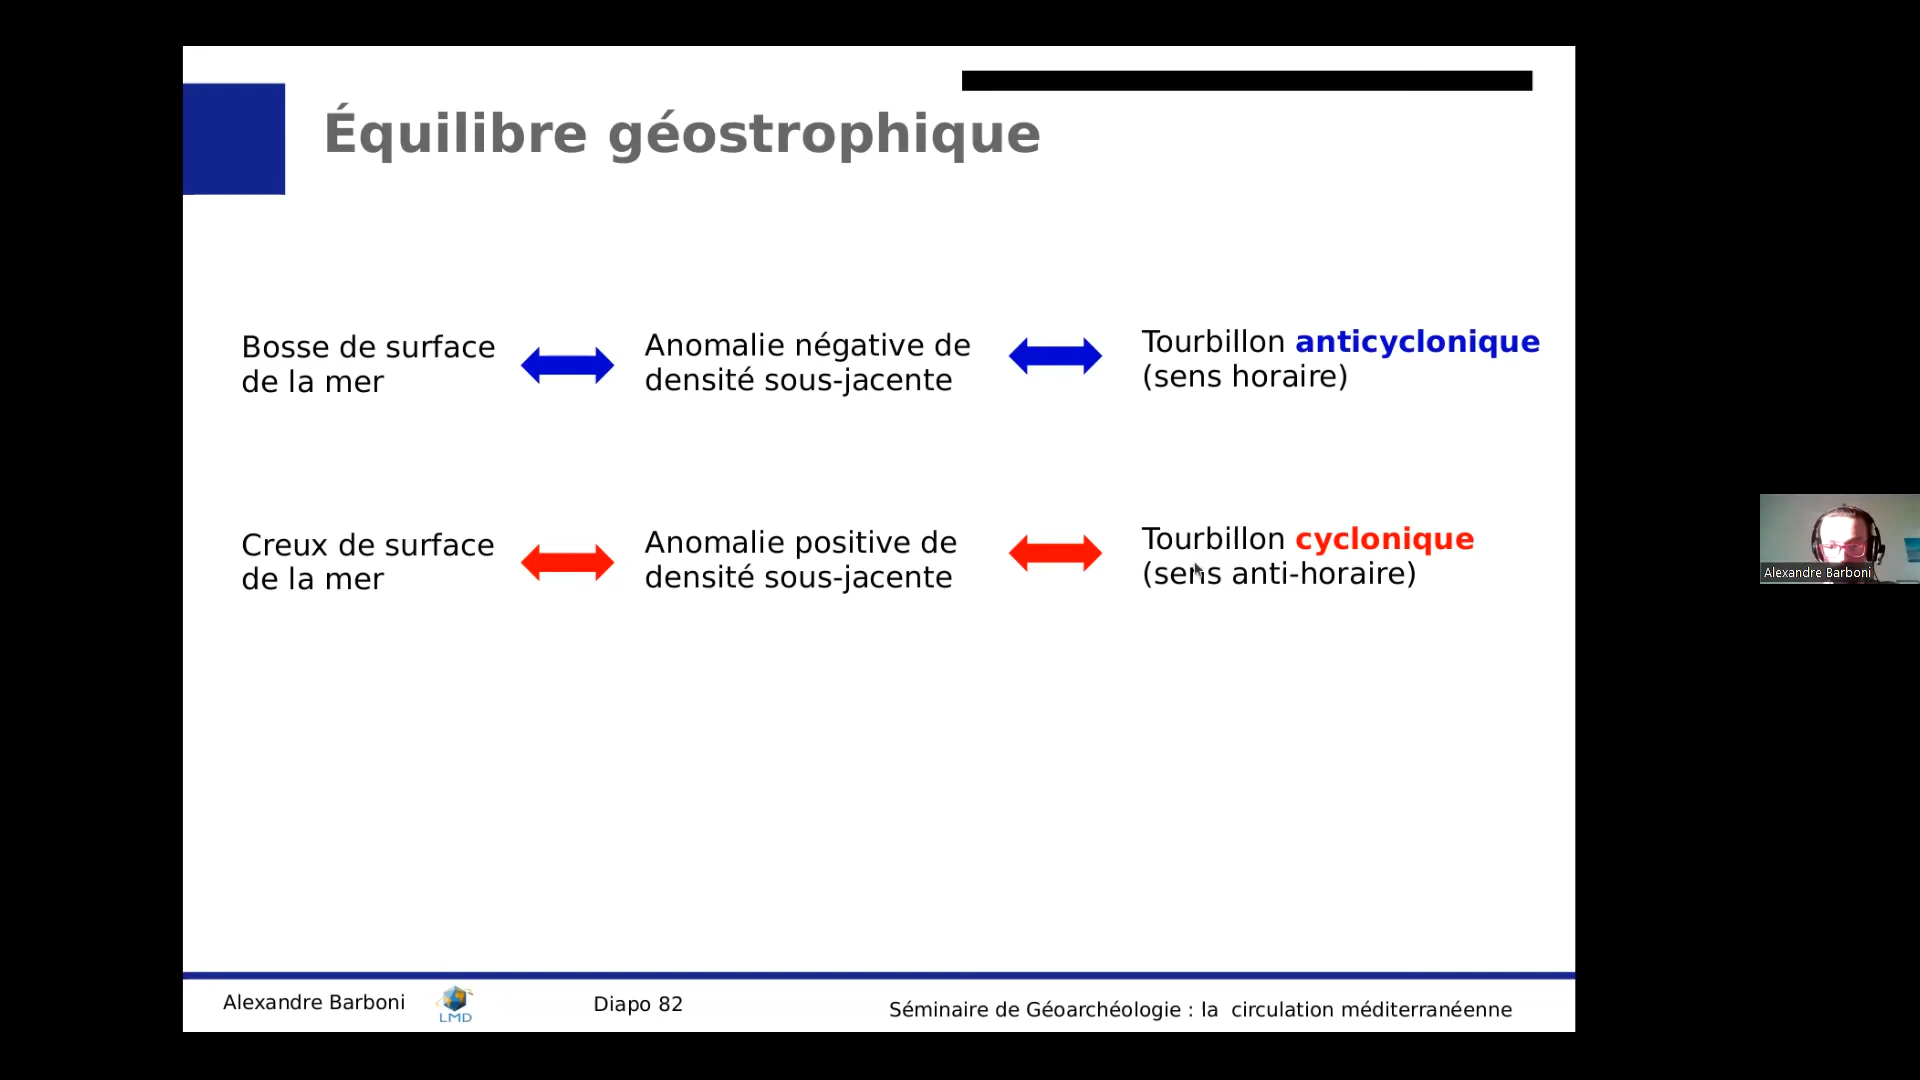 Équilibre géostrophique
Bosse de surface
de la mer
Anomalie négative de
densité sous-jacente
Tourbillon anticyclonique
(sens horaire)
Creux de surface
de la mer
Anomalie positive de
densité sous-jacente
Tourbillon cyclonique
(sens anti-horaire)
Alexandre Barboni
Alexandre Barboni
LMD
Diapo 82
Séminaire de Géoarchéologie : la circulation méditerranéenne